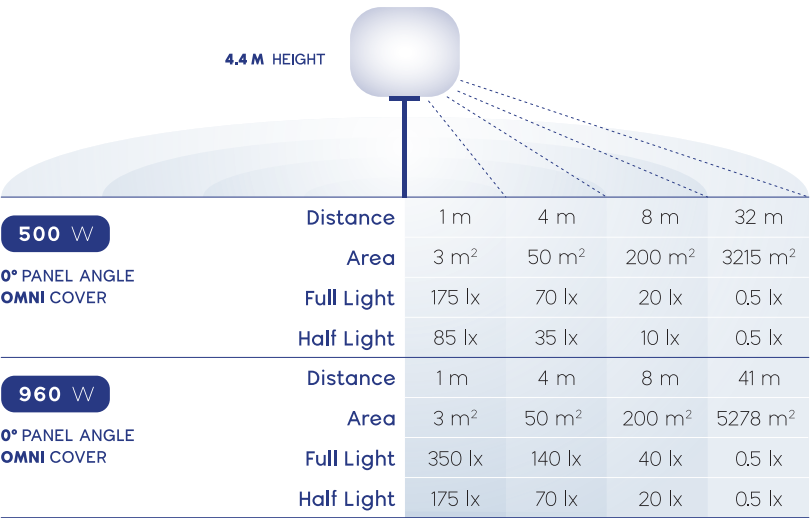 4.4 M HEIGHT
Distance 1 m 4 m 8 m 32 m
500 W
Area 3 m² 50 m² 200 m² 3215 m²
0° PANEL ANGLE
OMNI COVER
Full Light 175 lx 70 lx 20 lx 0.5 lx
Half Light 85 lx 35 lx 10 lx 0.5 lx
Distance 1 m 4 m 8 m 41 m
960 W
Area 3 m² 50 m² 200 m² 5278 m²
0° PANEL ANGLE
OMNI COVER
Full Light 350 lx 140 lx 40 lx 0.5 lx
Half Light 175 lx 70 lx 20 lx 0.5 lx